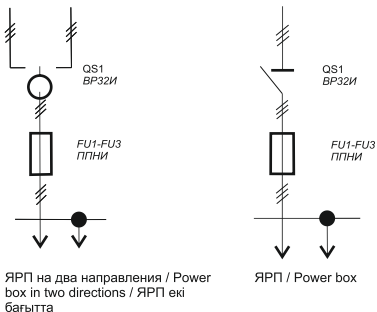 QS1
ВР32И
FU1-FU3
ППНИ
ЯРП на два направления / Power
box in two directions / ЯРП екі
бағытта
QS1
ВР32И
FU1-FU3
ППНИ
ЯРП / Power box